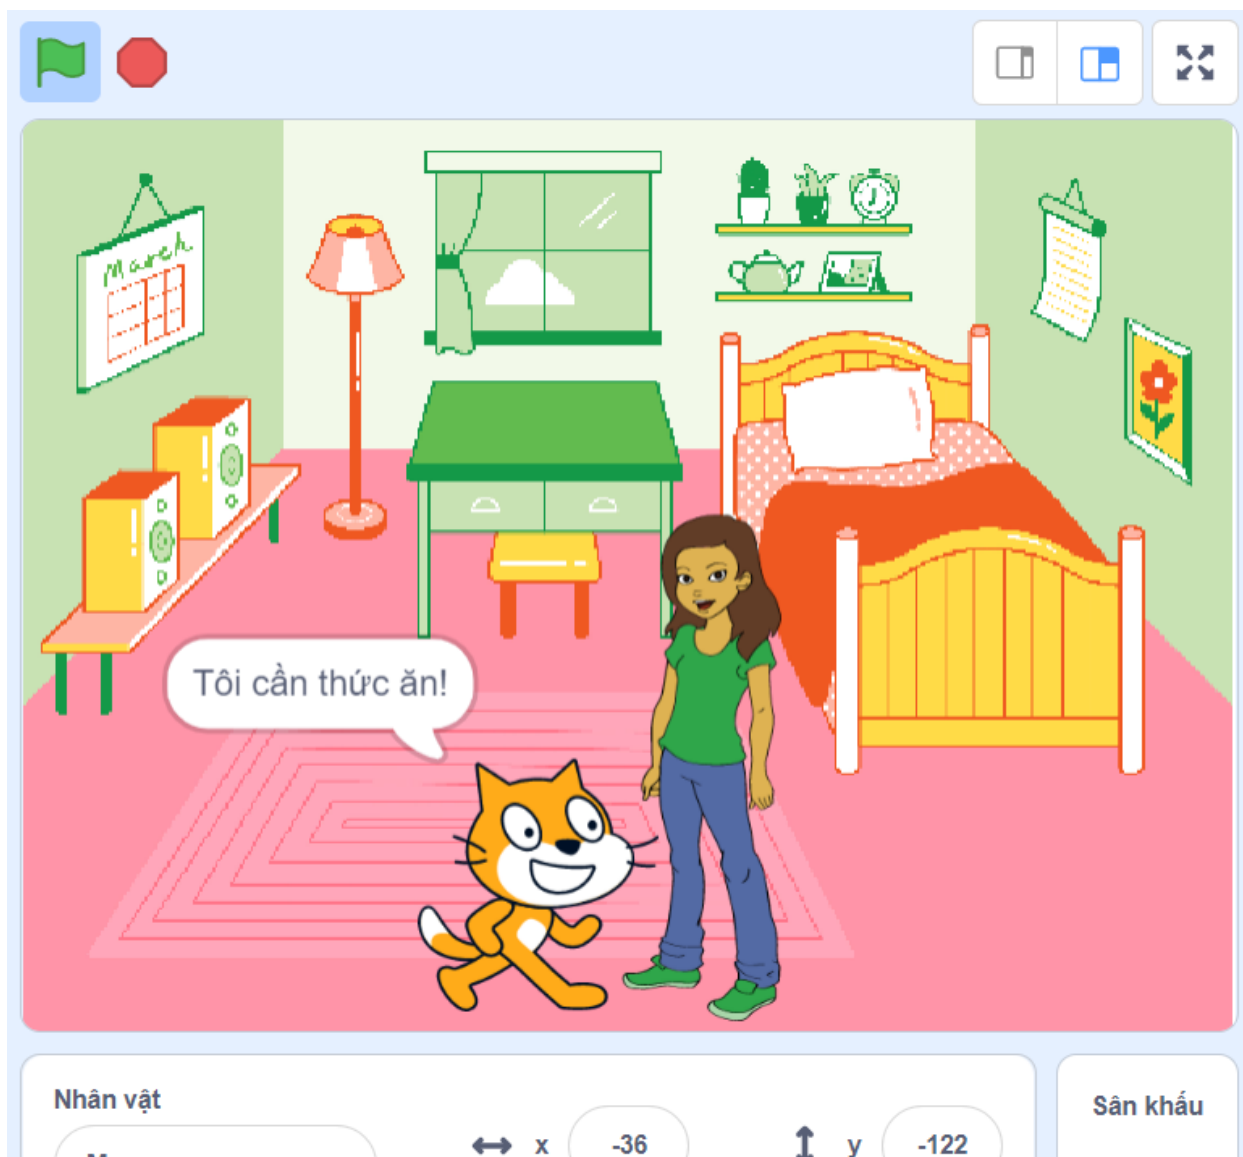 March
Tôi cần thức ăn!
Nhân vật
Sân khấu
x -36 y -122